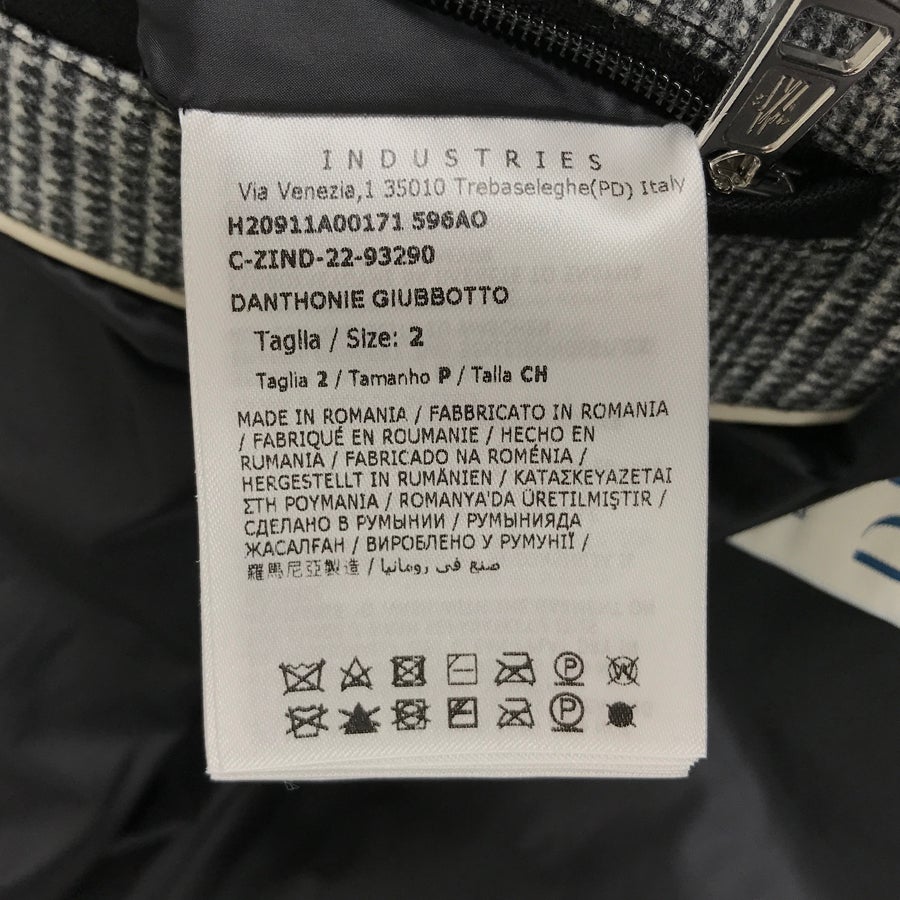 INDUSTRIES
Via Venezia,1 35010 Trebaseleghe(PD) Italy
H20911A00171 596AO
C-ZIND-22-93290
DANTHONIE GIUBBOTTO
Taglia / Size: 2
Taglia 2 / Tamanho P / Talla CH
MADE IN ROMANIA / FABBRICATO IN ROMANIA
/ FABRIQUÉ EN ROUMANIE / HECHO EN
RUMANIA / FABRICADO NA ROMÉNIA /
HERGESTELLT IN RUMÄNIEN / ΚΑΤΑΣΚΕΥΑΖΕΤΑΙ
ΣΤΗ ΡΟΥΜΑΝΙΑ / ROMANYA'DA ÜRETILMIŞTIR /
СДЕЛАНО В РУМЫНИИ / РУМЫНИЯДА
ЖАСАЛҒАН / ВИРОБЛЕНО У РУМУНІЇ /
羅馬尼亞製造 / صنع في رومانيا